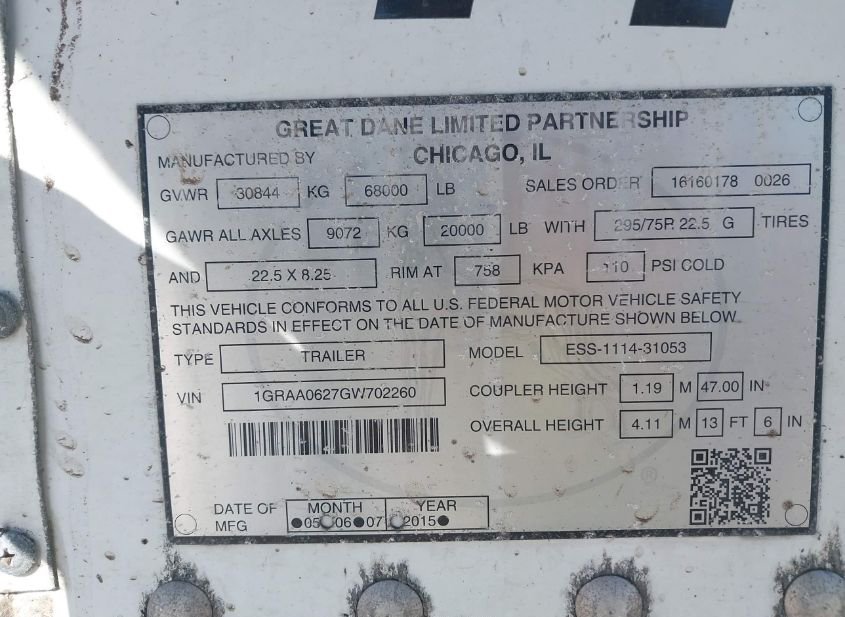 GREAT DANE LIMITED PARTNERSHIP
MANUFACTURED BY CHICAGO, IL
GVWR 30844 KG 68000 LB SALES ORDER 16160178 0026
GAWR ALL AXLES 9072 KG 20000 LB WITH 295/75R 22.5 G TIRES
AND 22.5 X 8.25 RIM AT 758 KPA 110 PSI COLD
THIS VEHICLE CONFORMS TO ALL U.S. FEDERAL MOTOR VEHICLE SAFETY
STANDARDS IN EFFECT ON THE DATE OF MANUFACTURE SHOWN BELOW.
TYPE TRAILER MODEL ESS-1114-31053
VIN 1GRAA0627GW702260 COUPLER HEIGHT 1.19 M 47.00 IN
OVERALL HEIGHT 4.11 M 13 FT 6 IN
DATE OF MFG MONTH YEAR
●05 06●07 2015●